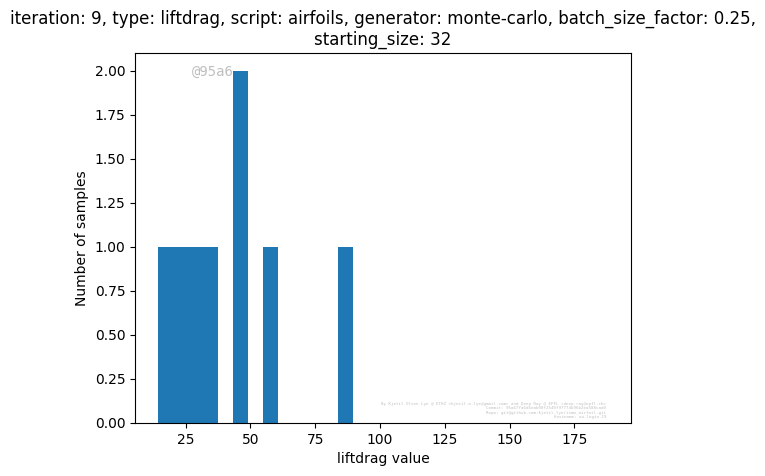 iteration: 9, type: liftdrag, script: airfoils, generator: monte-carlo, batch_size_factor: 0.25,
starting_size: 32
@95a6
2.00
1.75
1.50
1.25
1.00
0.75
0.50
0.25
0.00
Number of samples
25 50 75 100 125 150 175
liftdrag value